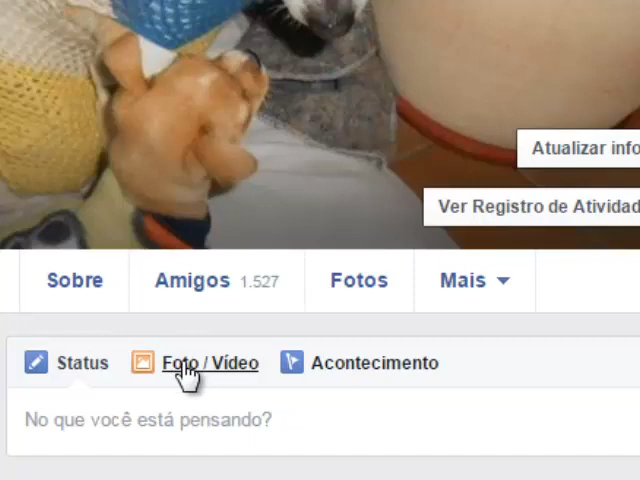 Atualizar info
Ver Registro de Atividad
Sobre
Amigos 1.527
Fotos
Mais
Status
Foto / Vídeo
Acontecimento
No que você está pensando?